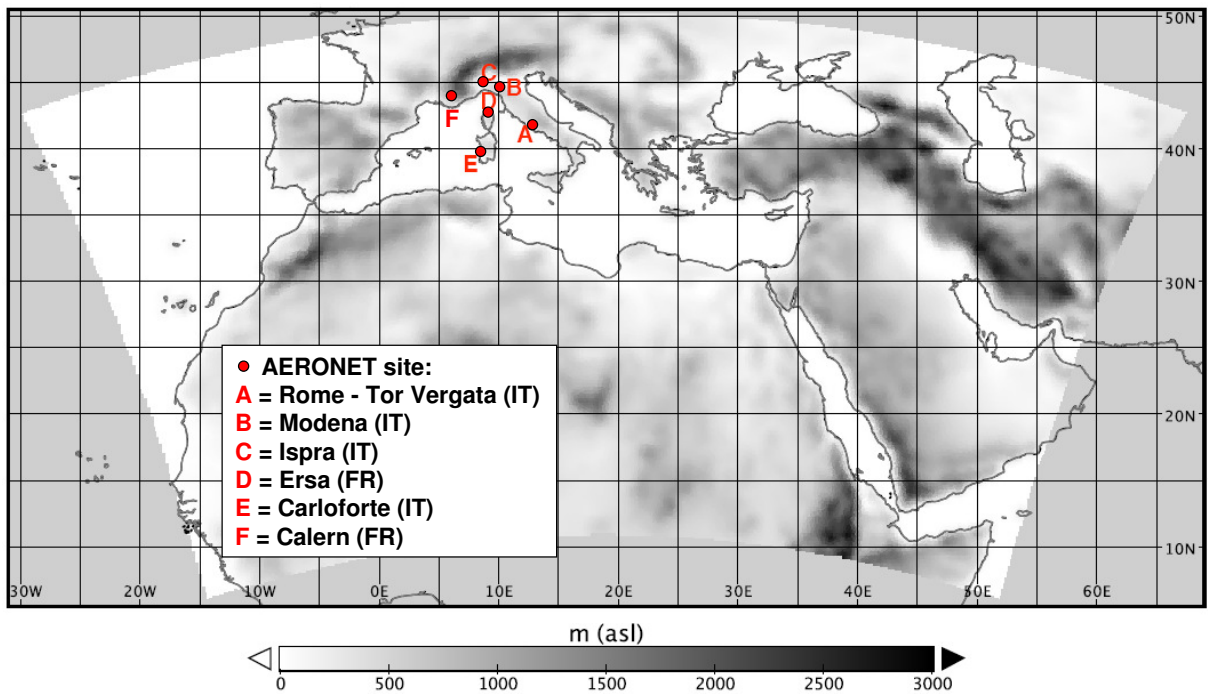 50N
C
B
D
F
A
E
40N
30N
AERONET site:
A = Rome - Tor Vergata (IT)
B = Modena (IT)
C = Ispra (IT)
D = Ersa (FR)
E = Carloforte (IT)
F = Calern (FR)
20N
10N
30W 20W 10W 0E 10E 20E 30E 40E 50E 60E
m (asl)
0 500 1000 1500 2000 2500 3000